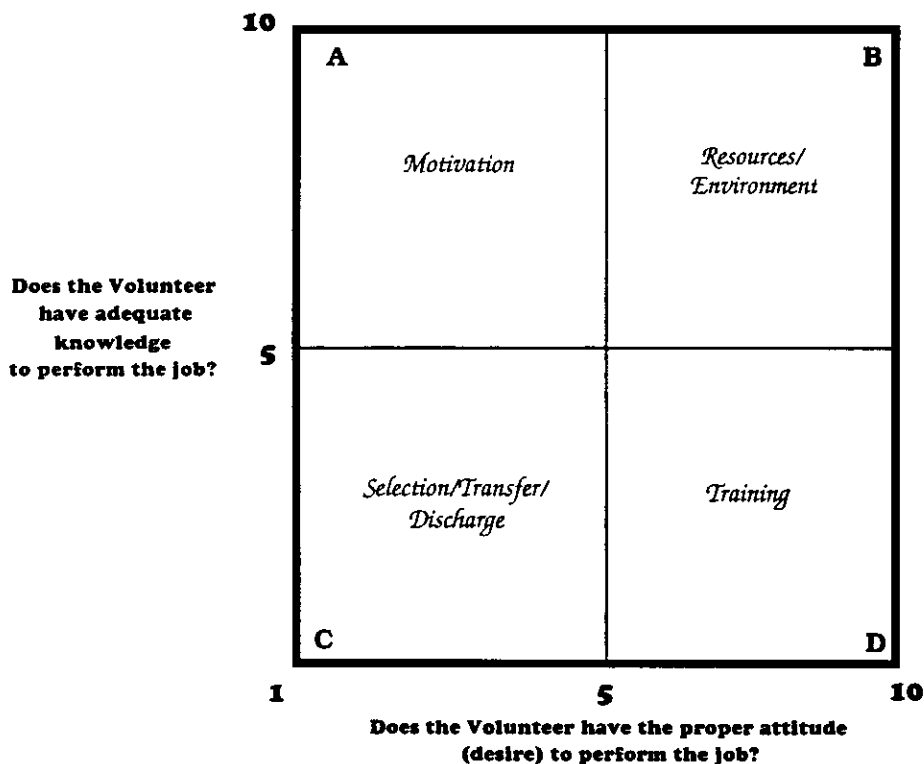 10
A
B
Motivation
Resources/
Environment
Does the Volunteer
have adequate
knowledge
to perform the job?
5
Selection/Transfer/
Discharge
Training
C
D
1
5
10
Does the Volunteer have the proper attitude
(desire) to perform the job?